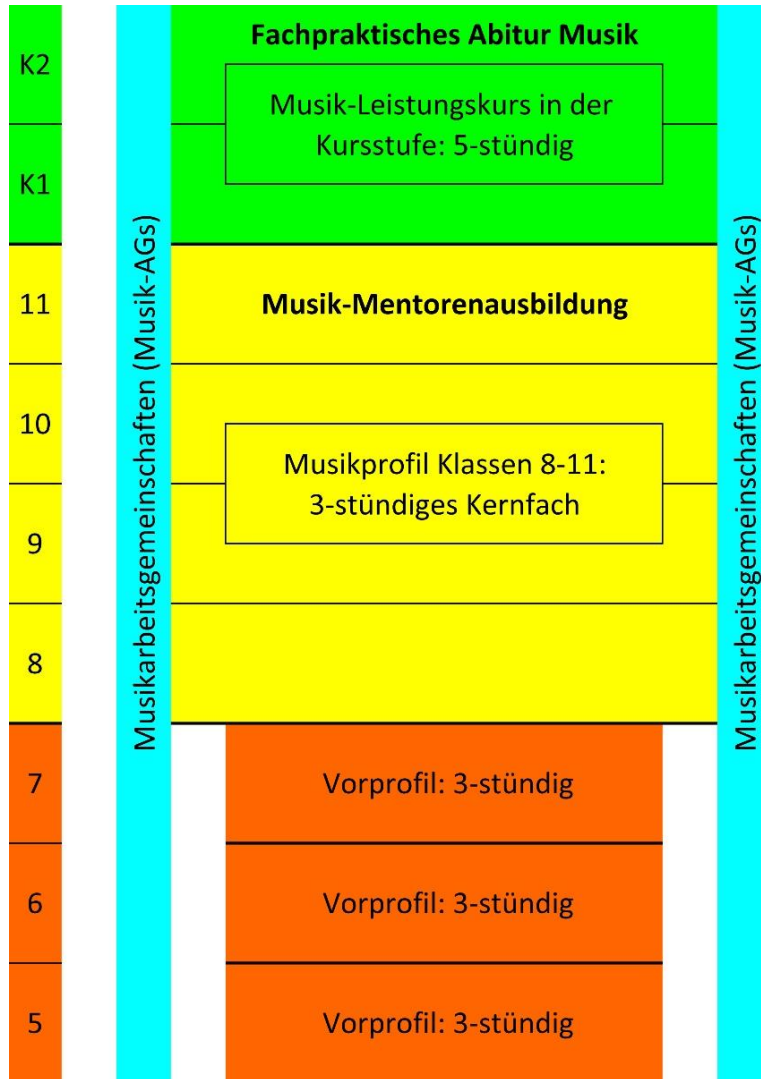 K2
Fachpraktisches Abitur Musik
Musik-Leistungskurs in der
Kursstufe: 5-stündig
K1
11
Musik-Mentorenausbildung
10
Musikprofil Klassen 8-11:
3-stündiges Kernfach
9
8
Musikarbeitsgemeinschaften (Musik-AGs)
Musikarbeitsgemeinschaften (Musik-AGs)
7
Vorprofil: 3-stündig
6
Vorprofil: 3-stündig
5
Vorprofil: 3-stündig